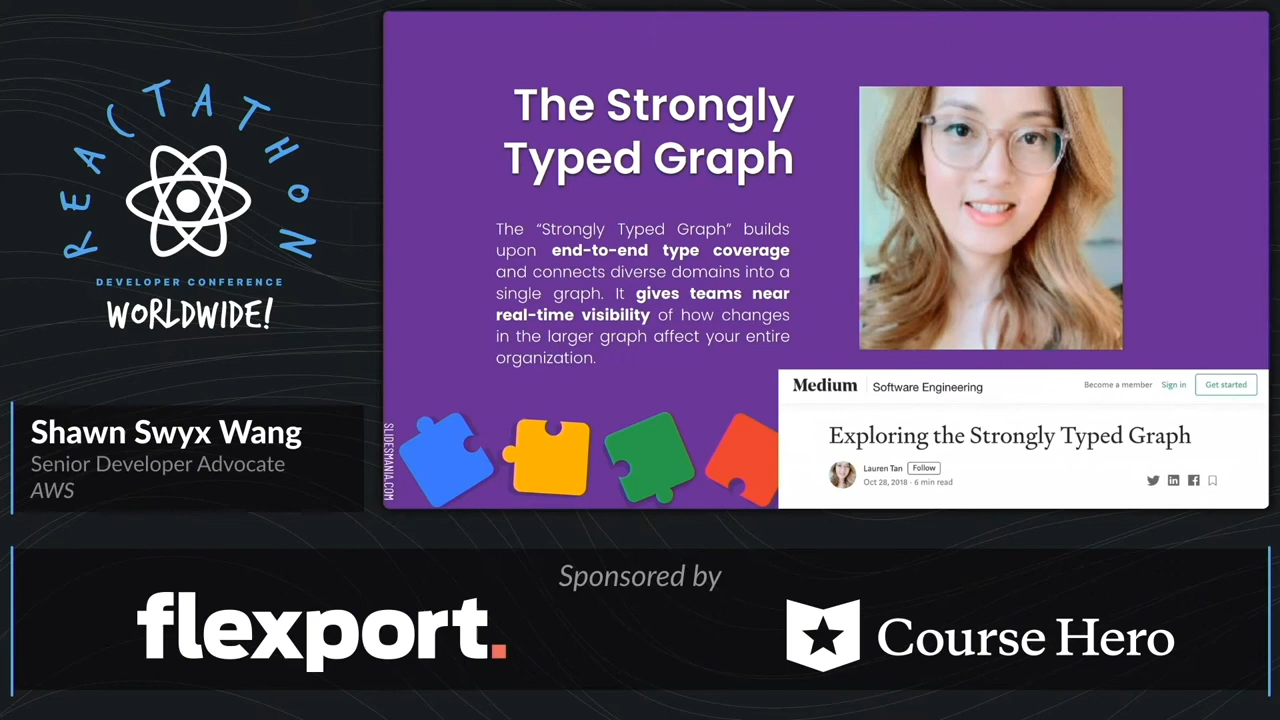 REACTATHON
DEVELOPER CONFERENCE
WORLDWIDE!
Shawn Swyx Wang
Senior Developer Advocate
AWS
The Strongly
Typed Graph
The “Strongly Typed Graph” builds
upon end-to-end type coverage
and connects diverse domains into a
single graph. It gives teams near
real-time visibility of how changes
in the larger graph affect your entire
organization.
SLIDESMANIA.COM
Medium Software Engineering Become a member Sign in Get started
Exploring the Strongly Typed Graph
Lauren Tan Follow
Oct 28, 2018 · 6 min read
Sponsored by
flexport.
Course Hero